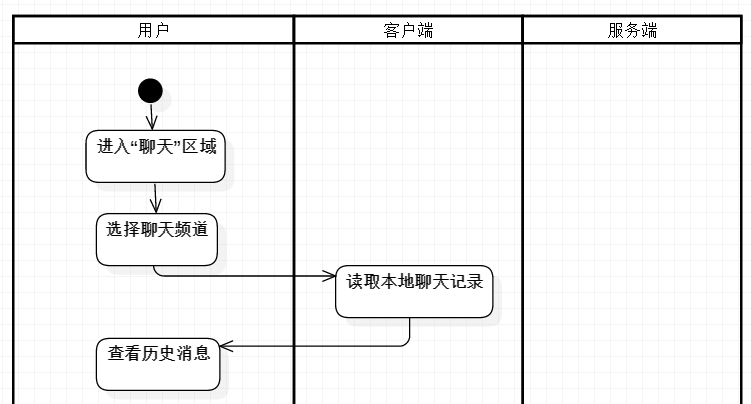 用户
客户端
服务端
进入“聊天”区域
选择聊天频道
读取本地聊天记录
查看历史消息